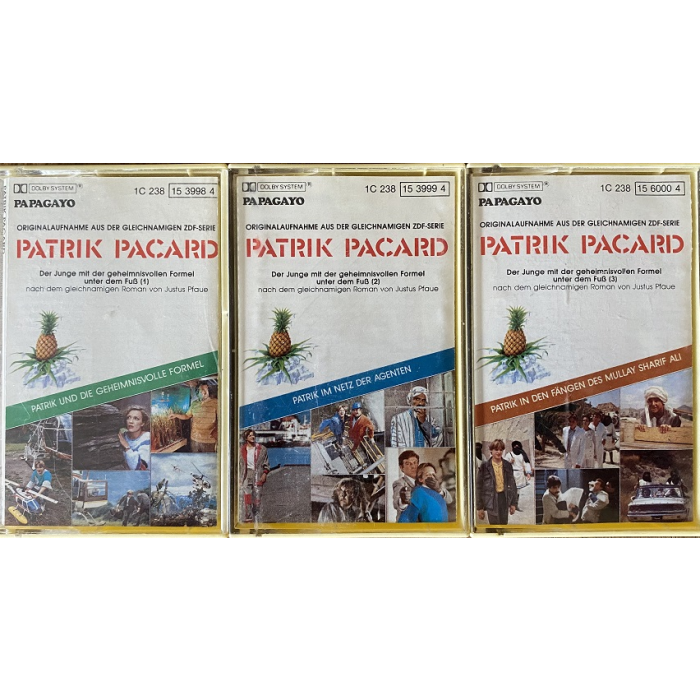 PATRIK PACARD
DOLBY SYSTEM ®
1C 238 15 3998 4
PAPAGAYO
ORIGINALAUFNAHME AUS DER GLEICHNAMIGEN ZDF-SERIE
PATRIK PACARD
Der Junge mit der geheimnisvollen Formel
unter dem Fuß (1)
nach dem gleichnamigen Roman von Justus Pfaue
PATRIK UND DIE GEHEIMNISVOLLE FORMEL
DOLBY SYSTEM ®
1C 238 15 3999 4
PAPAGAYO
ORIGINALAUFNAHME AUS DER GLEICHNAMIGEN ZDF-SERIE
PATRIK PACARD
Der Junge mit der geheimnisvollen Formel
unter dem Fuß (2)
nach dem gleichnamigen Roman von Justus Pfaue
PATRIK IM NETZ DER AGENTEN
DOLBY SYSTEM ®
1C 238 15 6000 4
PAPAGAYO
ORIGINALAUFNAHME AUS DER GLEICHNAMIGEN ZDF-SERIE
PATRIK PACARD
Der Junge mit der geheimnisvollen Formel
unter dem Fuß (3)
nach dem gleichnamigen Roman von Justus Pfaue
PATRIK IN DEN FÄNGEN DES MULLAY SHARIF ALI